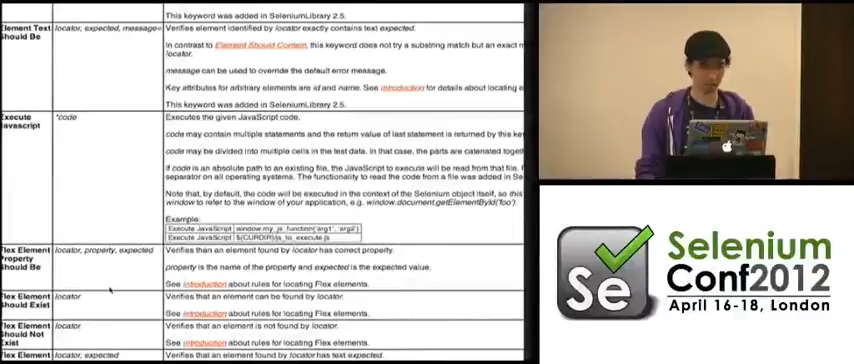 This keyword was added in SeleniumLibrary 2.5.
Element Text Should Be
locator, expected, message=
Verifies element identified by locator exactly contains text expected.
In contrast to Element Should Contain, this keyword does not try a substring match but an exact m
locator.
message can be used to override the default error message.
Key attributes for arbitrary elements are id and name. See introduction for details about locating e
This keyword was added in SeleniumLibrary 2.5.
Execute Javascript
*code
Executes the given JavaScript code.
code may contain multiple statements and the return value of last statement is returned by this key
code may be divided into multiple cells in the test data. In that case, the parts are catenated togeth
If code is an absolute path to an existing file, the JavaScript to execute will be read from that file. F
separator on all operating systems. The functionality to read the code from a file was added in Se
Note that, by default, the code will be executed in the context of the Selenium object itself, so this
window to refer to the window of your application, e.g. window.document.getElementById('foo').
Example:
Execute JavaScript window.my_js_function('arg1', 'arg2')
Execute JavaScript ${CURDIR}/js_to_execute.js
Flex Element Property Should Be
locator, property, expected
Verifies than an element found by locator has correct property.
property is the name of the property and expected is the expected value.
See introduction about rules for locating Flex elements.
Flex Element Should Exist
locator
Verifies that an element can be found by locator.
See introduction about rules for locating Flex elements.
Flex Element Should Not Exist
locator
Verifies that an element is not found by locator.
See introduction about rules for locating Flex elements.
Flex Element
locator, expected
Verifies that an element found by locator has text expected.
Se
Selenium
Conf2012
April 16-18, London